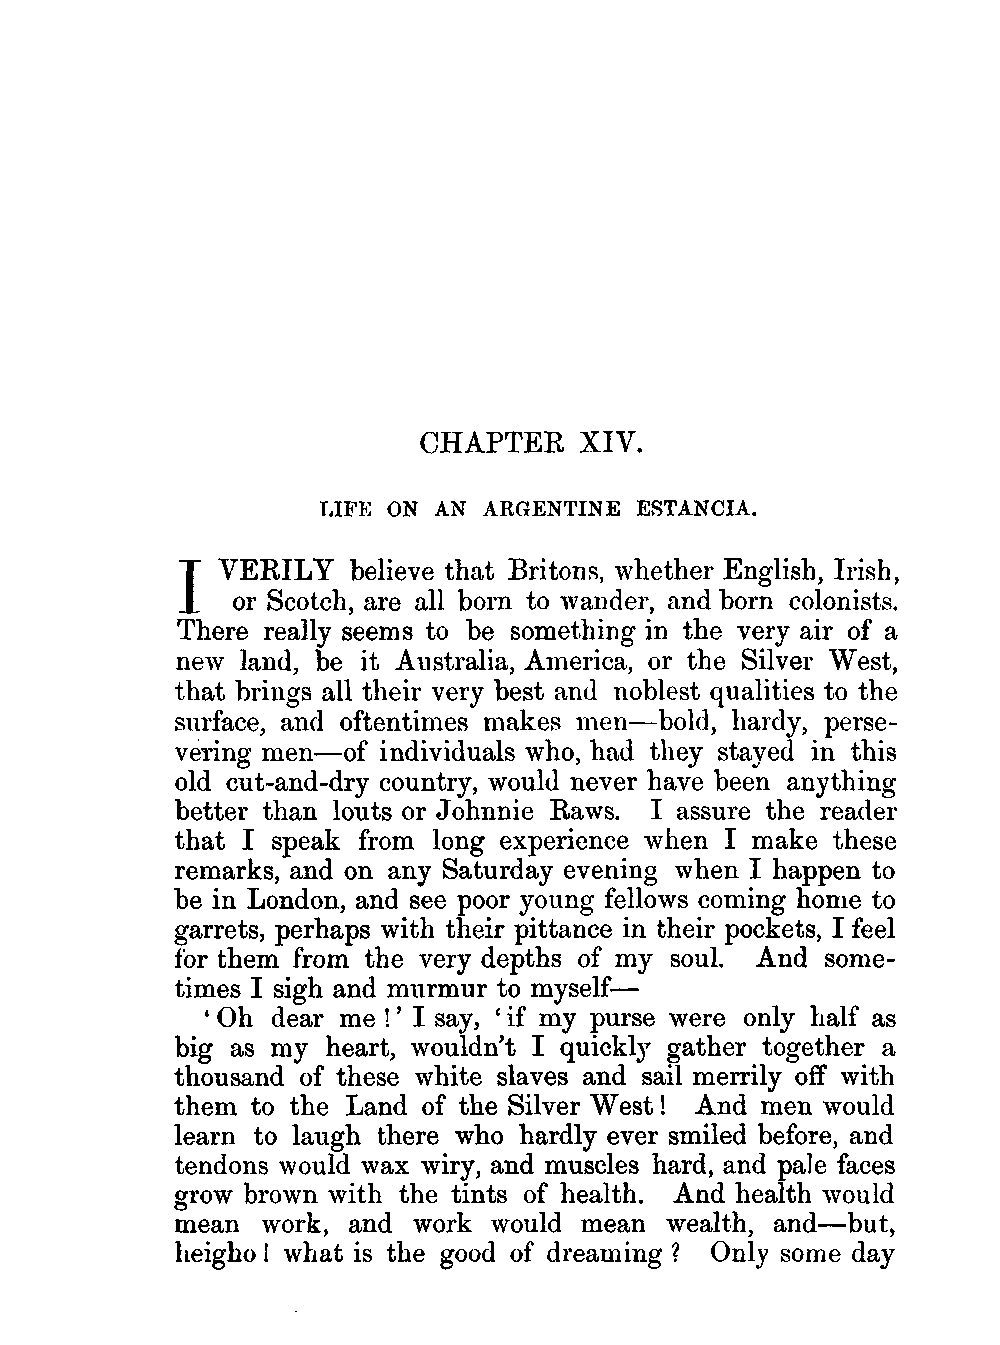 CHAPTER XIV.
LIFE ON AN ARGENTINE ESTANCIA.
I VERILY believe that Britons, whether English, Irish,
or Scotch, are all born to wander, and born colonists.
There really seems to be something in the very air of a
new land, be it Australia, America, or the Silver West,
that brings all their very best and noblest qualities to the
surface, and oftentimes makes men—bold, hardy, perse-
vering men—of individuals who, had they stayed in this
old cut-and-dry country, would never have been anything
better than louts or Johnnie Raws. I assure the reader
that I speak from long experience when I make these
remarks, and on any Saturday evening when I happen to
be in London, and see poor young fellows coming home to
garrets, perhaps with their pittance in their pockets, I feel
for them from the very depths of my soul. And some-
times I sigh and murmur to myself—
‘Oh dear me!’ I say, ‘if my purse were only half as
big as my heart, wouldn't I quickly gather together a
thousand of these white slaves and sail merrily off with
them to the Land of the Silver West! And men would
learn to laugh there who hardly ever smiled before, and
tendons would wax wiry, and muscles hard, and pale faces
grow brown with the tints of health. And health would
mean work, and work would mean wealth, and—but,
heigho! what is the good of dreaming? Only some day